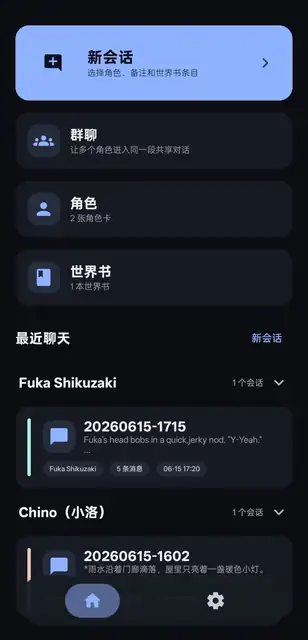 新会话
选择角色、备注和世界书条目
群聊
让多个角色进入同一段共享对话
角色
2 张角色卡
世界书
1 本世界书
最近聊天
新会话
Fuka Shikuzaki
1 个会话
20260615-1715
Fuka's head bobs in a quick,jerky nod. "Y-Yeah."
...
Fuka Shikuzaki
5 条消息
06-15 17:20
Chino（小洛）
1 个会话
20260615-1602
*雨水沿着门廊滴落，屋里只亮着一盏暖色小灯。